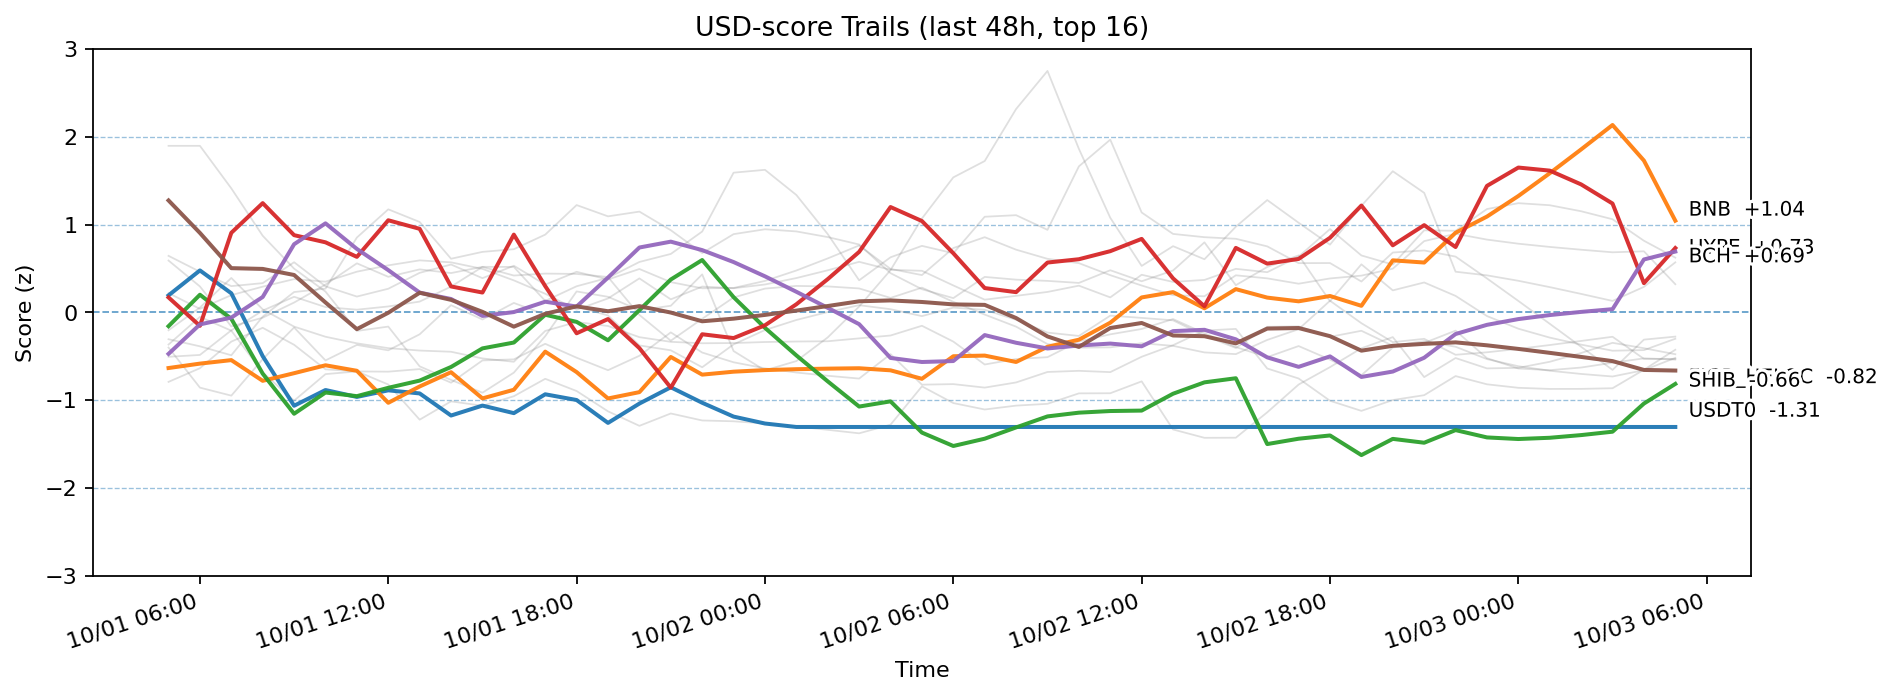 USD-score Trails (last 48h, top 16)
Score (z)
3
2
1
0
−1
−2
−3
BNB +1.04
BCH +0.69
-0.82
SHIB -0.66
USDT0 -1.31
10/01 06:00
10/01 12:00
10/01 18:00
10/02 00:00
10/02 06:00
10/02 12:00
10/02 18:00
10/03 00:00
10/03 06:00
Time